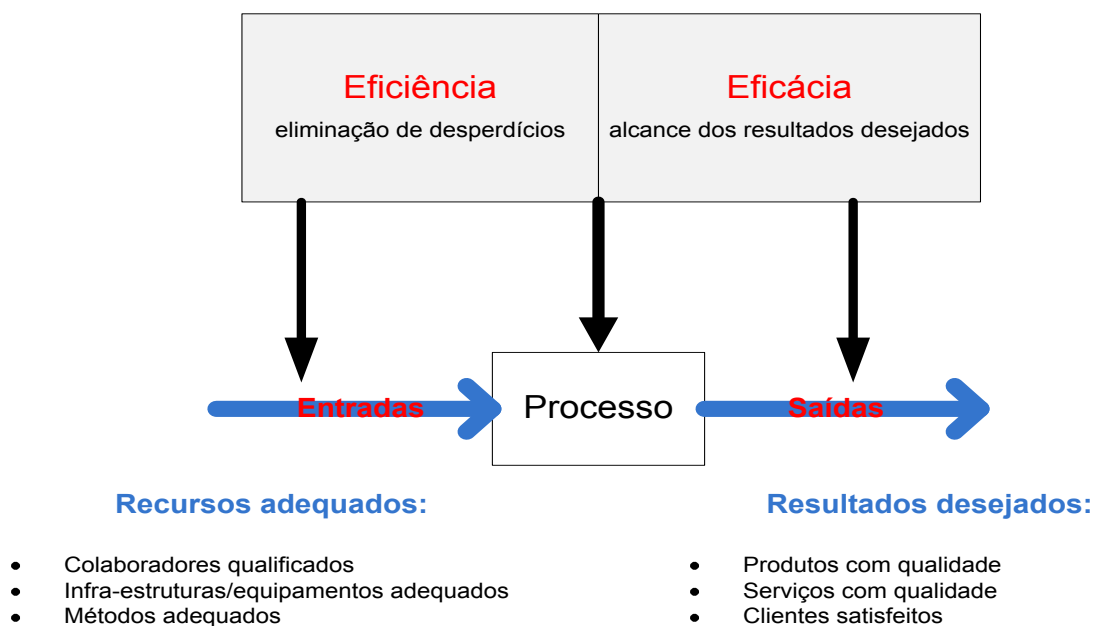 Eficiência
eliminação de desperdícios
Eficácia
alcance dos resultados desejados
Entradas
Processo
Saídas
Recursos adequados:
• Colaboradores qualificados
• Infra-estruturas/equipamentos adequados
• Métodos adequados
Resultados desejados:
• Produtos com qualidade
• Serviços com qualidade
• Clientes satisfeitos